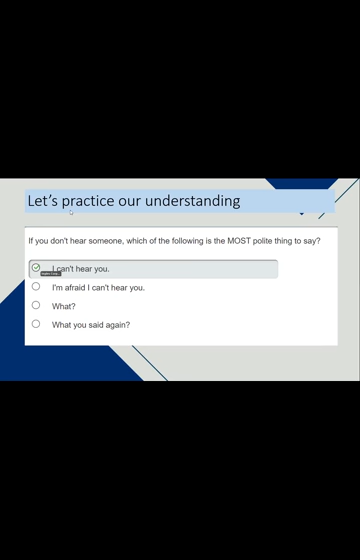 Let's practice our understanding
If you don't hear someone, which of the following is the MOST polite thing to say?
I can't hear you.
I'm afraid I can't hear you.
What?
What you said again?